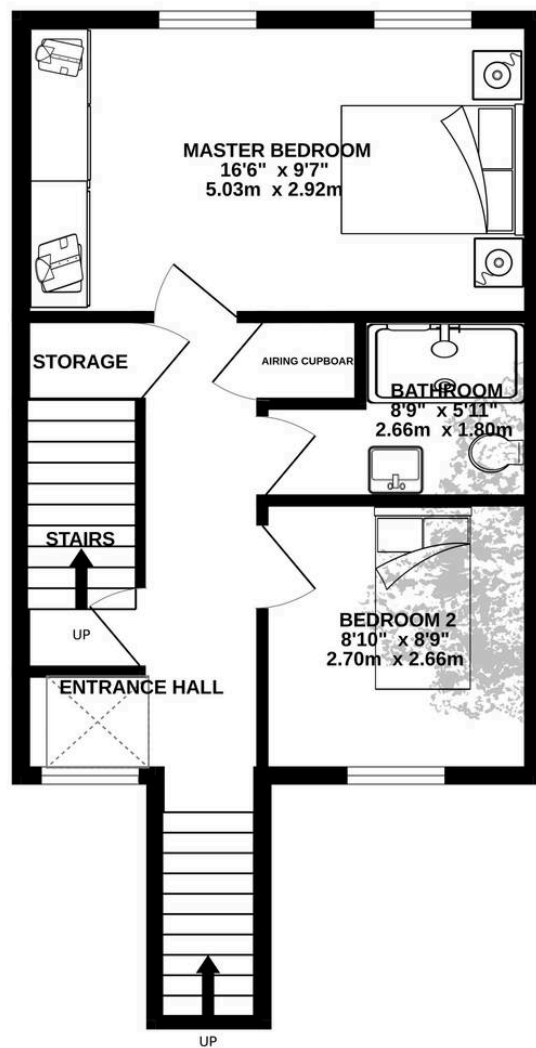 MASTER BEDROOM
16'6" x 9'7"
5.03m x 2.92m
STORAGE
AIRING CUPBOAR
BATHROOM
8'9" x 5'11"
2.66m x 1.80m
STAIRS
UP
BEDROOM 2
8'10" x 8'9"
2.70m x 2.66m
ENTRANCE HALL
UP